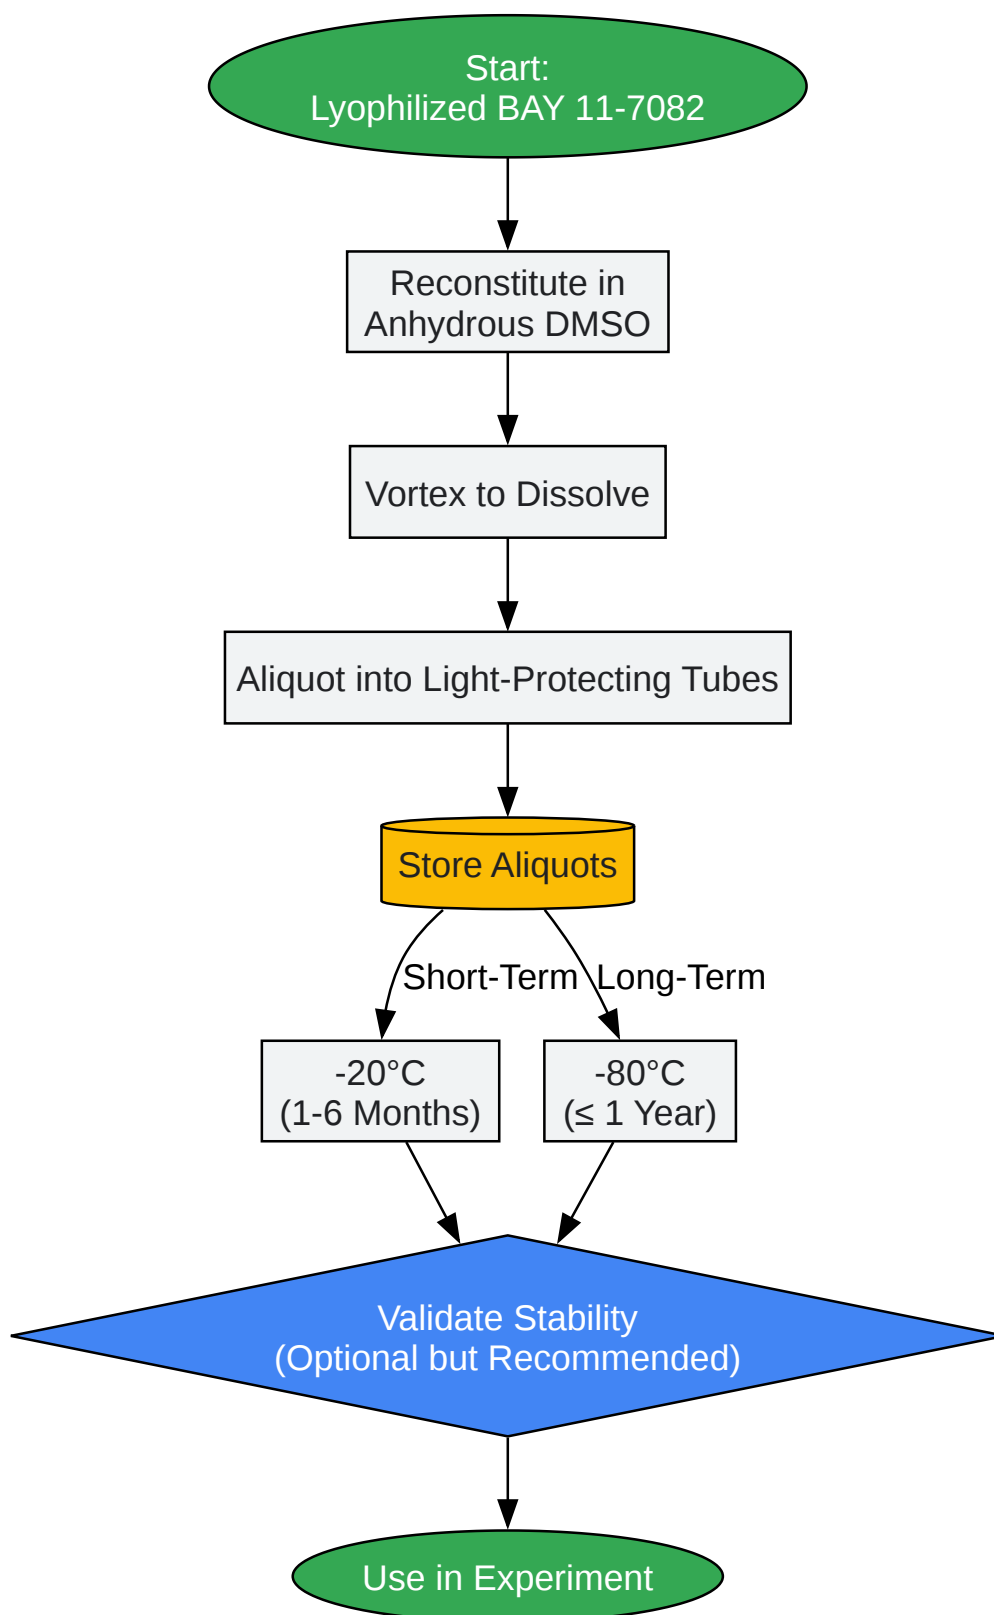 Start:
Lyophilized BAY 11-7082
Reconstitute in
Anhydrous DMSO
Vortex to Dissolve
Aliquot into Light-Protecting Tubes
Store Aliquots
Short-Term
Long-Term
-20°C
(1-6 Months)
-80°C
(≤ 1 Year)
Validate Stability
(Optional but Recommended)
Use in Experiment